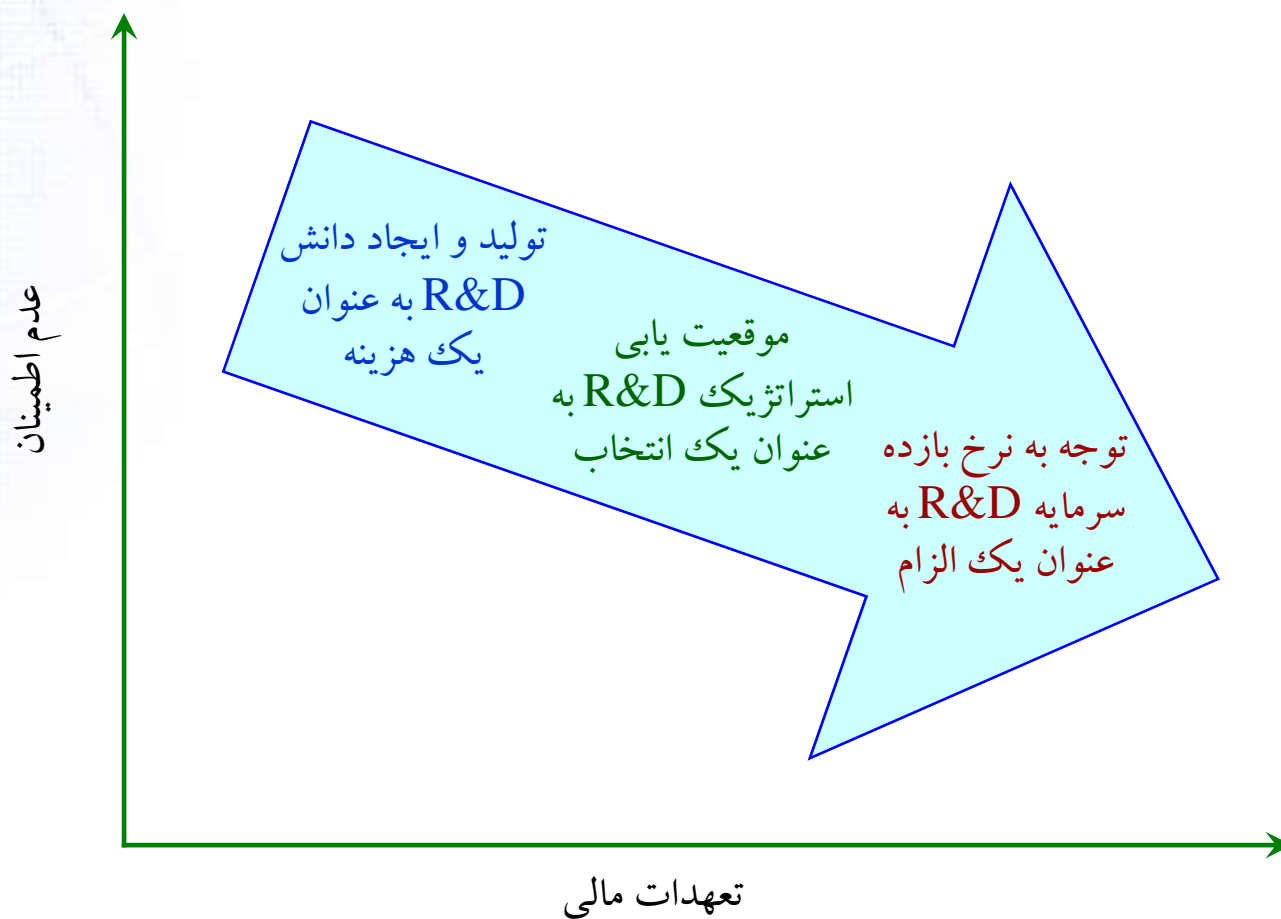 عدم اطمینان
تولید و ایجاد دانش
R&D به عنوان
یک هزینه
موقعیت یابی
استراتژیک R&D به
عنوان یک انتخاب
توجه به نرخ بازده
سرمایه R&D به
عنوان یک الزام
تعهدات مالی